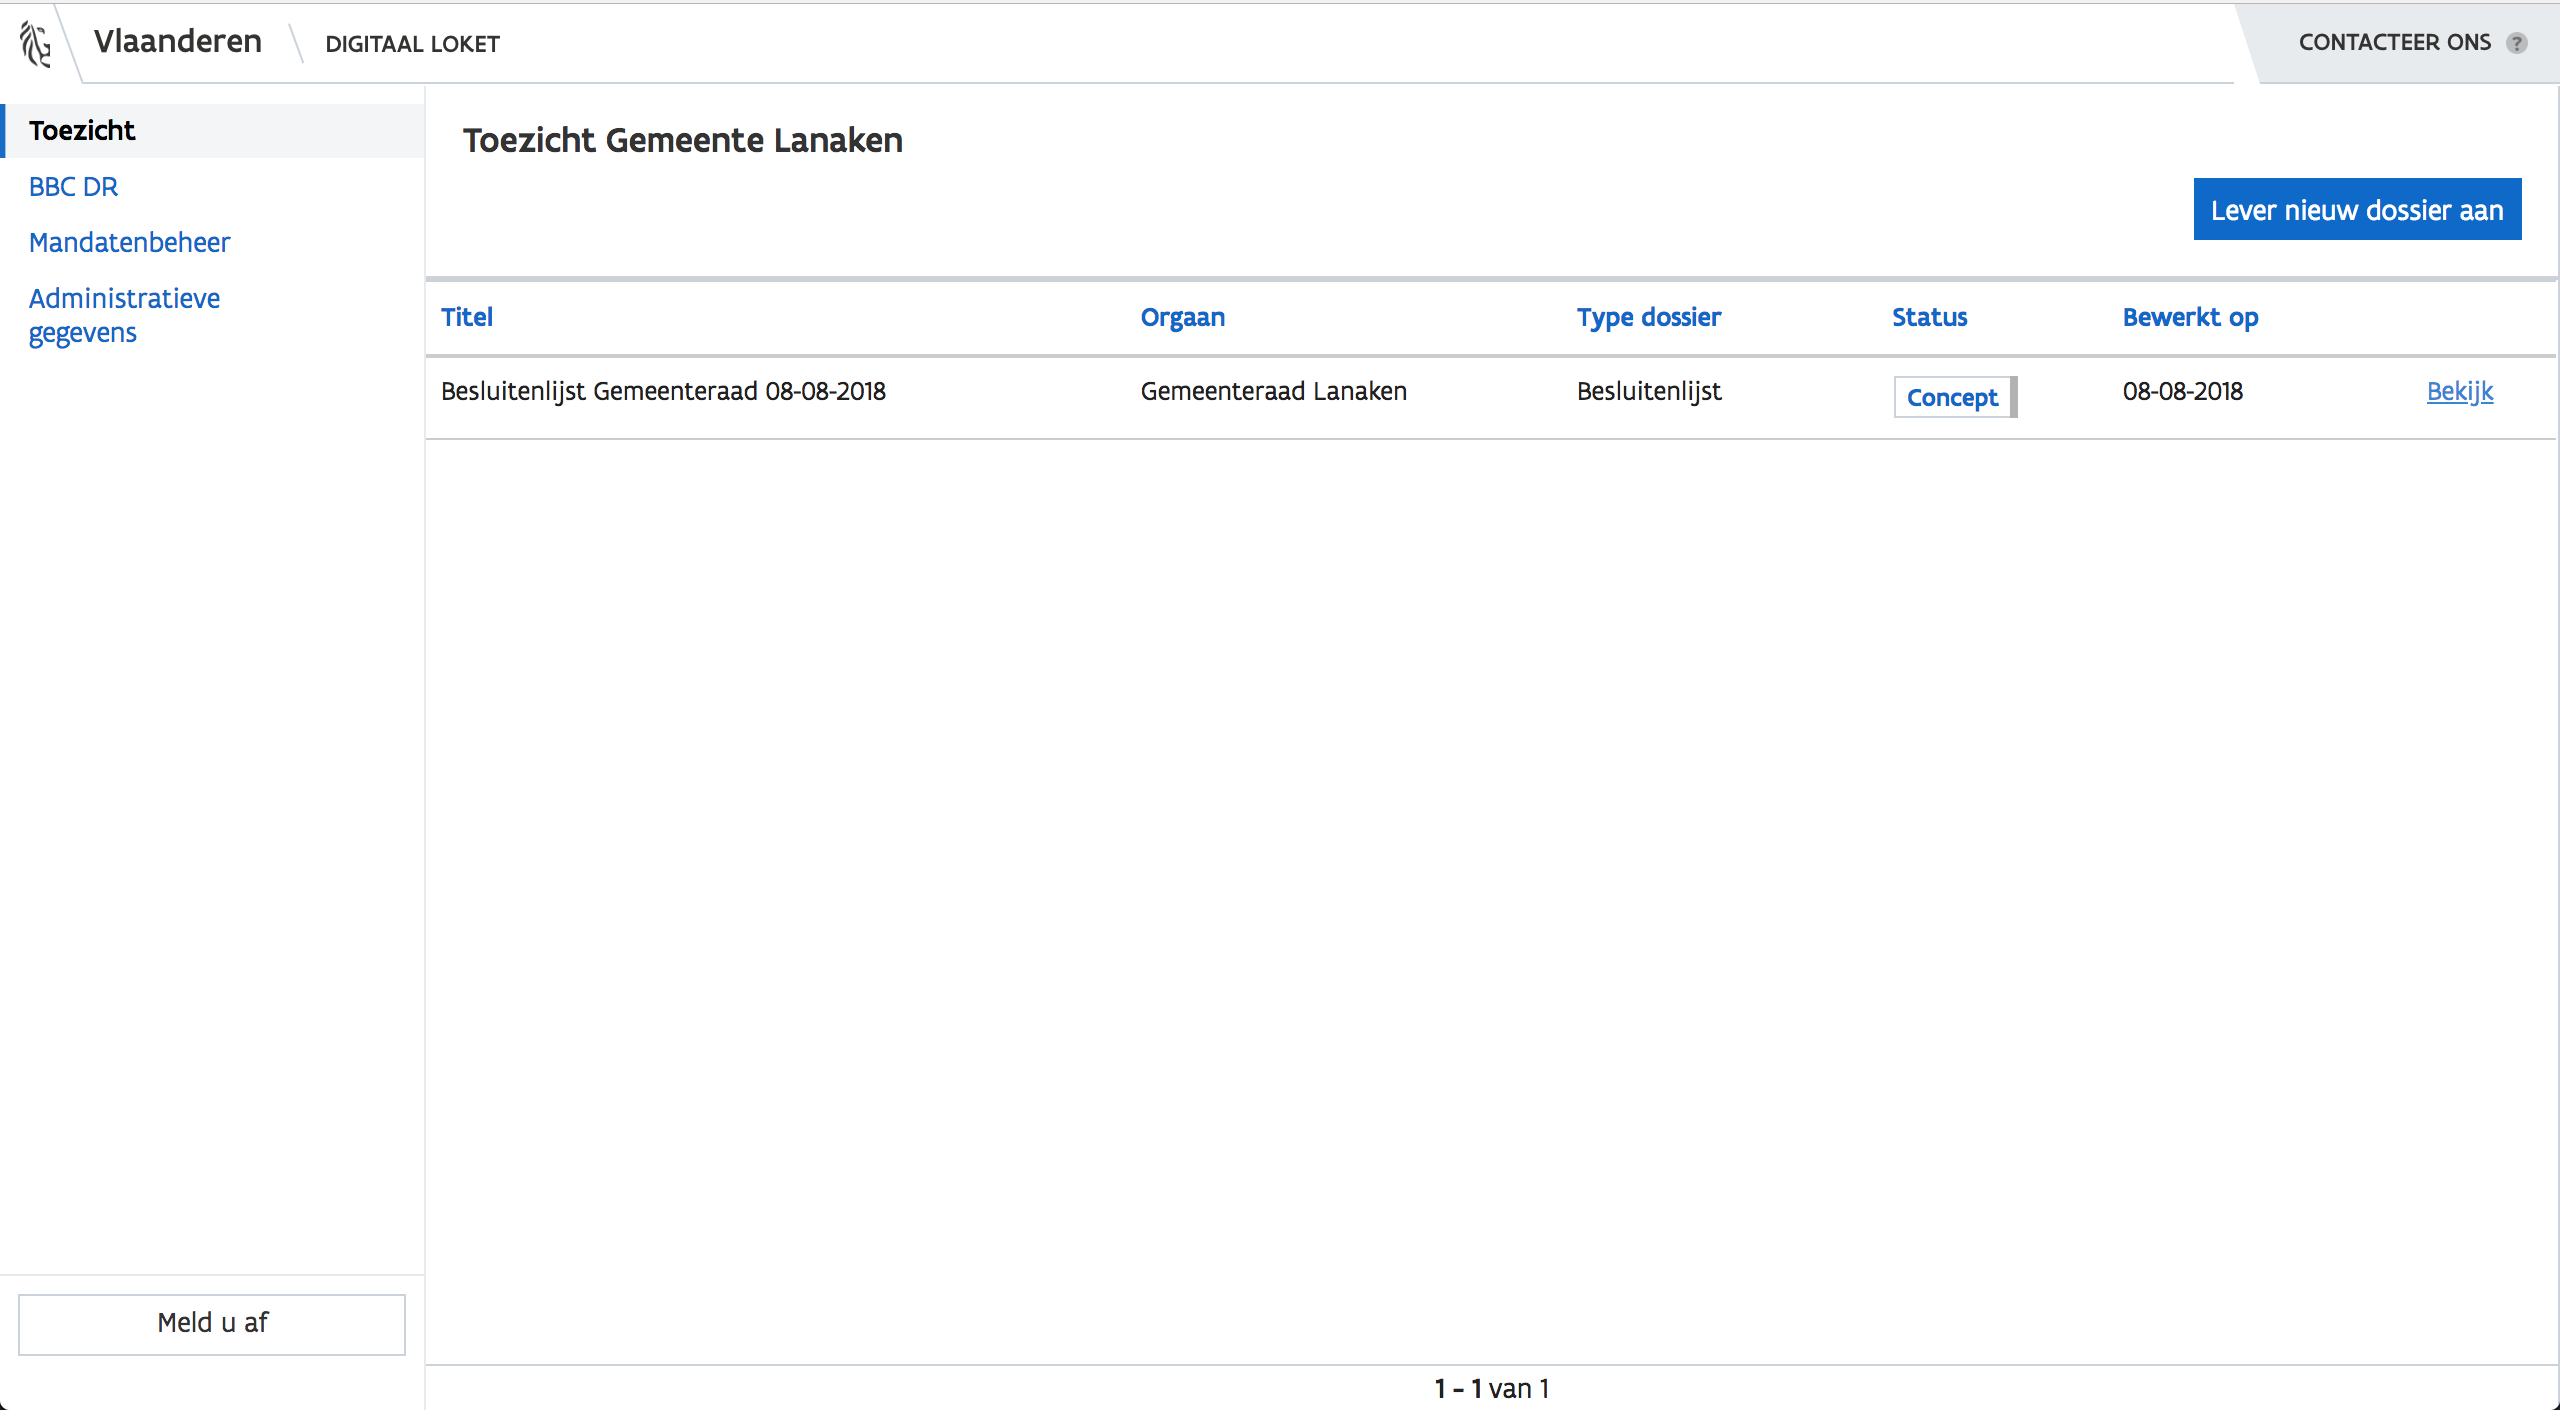 Vlaanderen
DIGITAAL LOKET
CONTACTEER ONS ?
Toezicht
BBC DR
Mandatenbeheer
Administratieve
gegevens
Meld u af
Toezicht Gemeente Lanaken
Lever nieuw dossier aan
Titel Orgaan Type dossier Status Bewerkt op
Besluitenlijst Gemeenteraad 08-08-2018 Gemeenteraad Lanaken Besluitenlijst Concept 08-08-2018 Bekijk
1 - 1 van 1